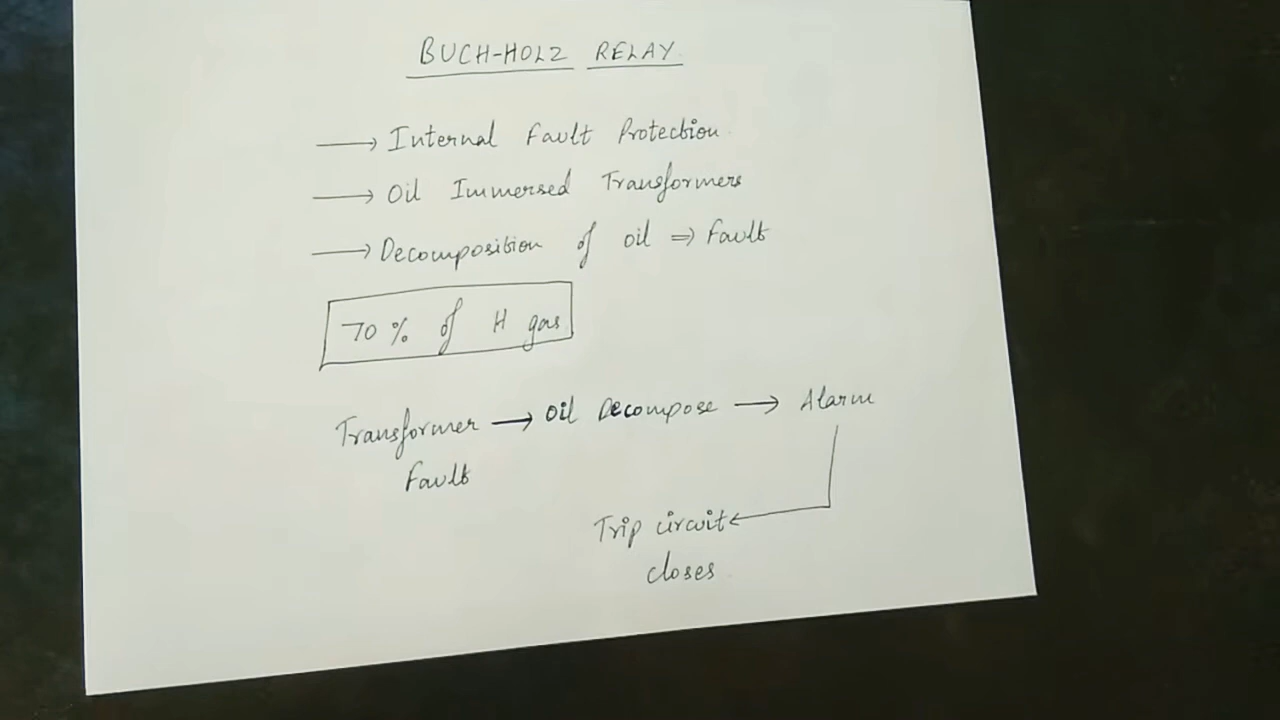 BUCH-HOLZ RELAY
→ Internal Fault Protection
→ Oil Immersed Transformers
→ Decomposition of oil ⇒ Fault
70% of H gas
Transformer → Oil Decompose → Alarm
Fault
Trip circuit
closes